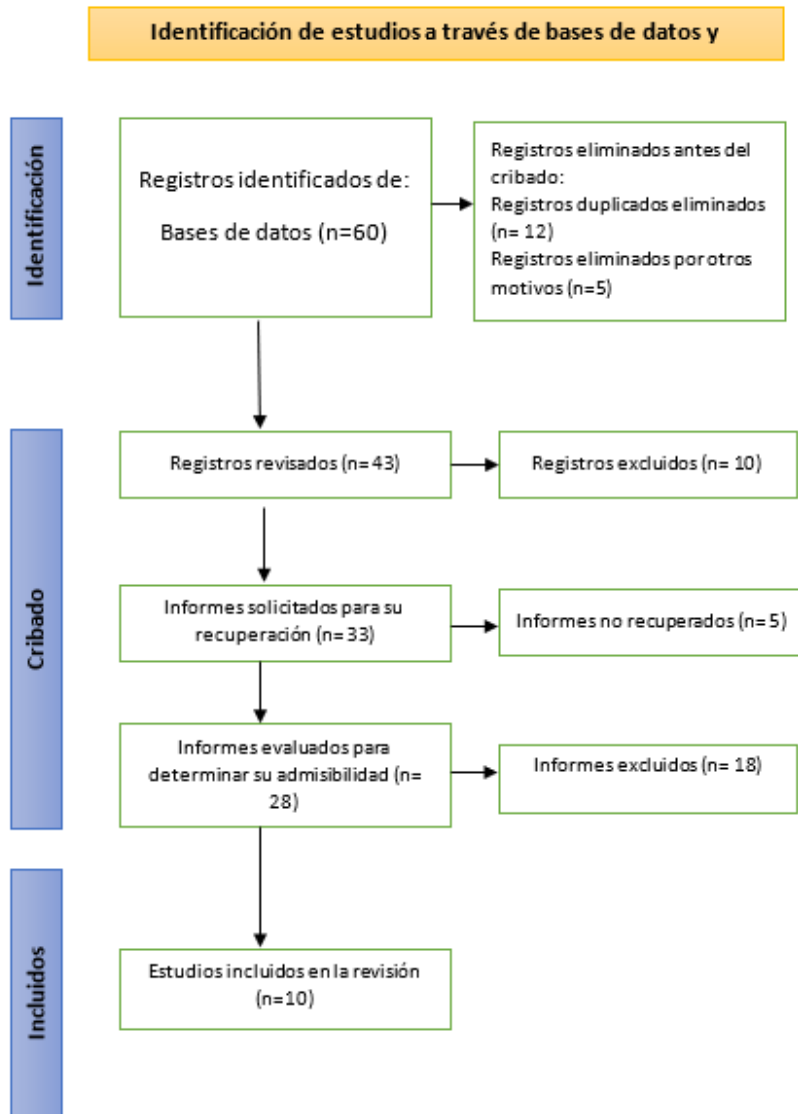 Identificación de estudios a través de bases de datos y
Identificación
Registros identificados de:
Bases de datos (n=60)
Registros eliminados antes del
cribado:
Registros duplicados eliminados
(n= 12)
Registros eliminados por otros
motivos (n=5)
Cribado
Registros revisados (n= 43)
Registros excluidos (n= 10)
Informes solicitados para su
recuperación (n= 33)
Informes no recuperados (n= 5)
Informes evaluados para
determinar su admisibilidad (n=
28)
Informes excluidos (n= 18)
Incluidos
Estudios incluidos en la revisión
(n=10)